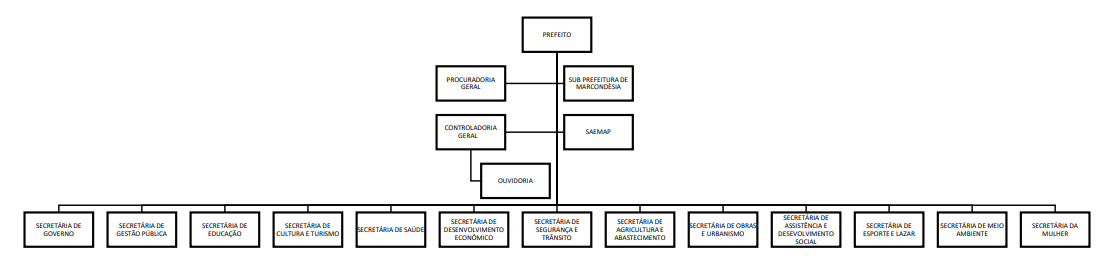 PREFEITO
PROCURADORIA
GERAL
SUB PREFEITURA DE
MARCONDÉSIA
CONTROLADORIA
GERAL
SAEMAP
OUVIDORIA
SECRETÁRIA DE
GOVERNO
SECRETÁRIA DE
GESTÃO PÚBLICA
SECRETÁRIA DE
EDUCAÇÃO
SECRETÁRIA DE
CULTURA E TURISMO
SECRETÁRIA DE SAÚDE
SECRETÁRIA DE
DESENVOLVIMENTO
ECONÔMICO
SECRETÁRIA DE
SEGURANÇA E
TRÂNSITO
SECRETÁRIA DE
AGRICULTURA E
ABASTECIMENTO
SECRETÁRIA DE OBRAS
E URBANISMO
SECRETÁRIA DE
ASSISTÊNCIA E
DESEVOLVIMENTO
SOCIAL
SECRETÁRIA DE
ESPORTE E LAZAR
SECRETÁRIA DE MEIO
AMBIENTE
SECRETÁRIA DA
MULHER